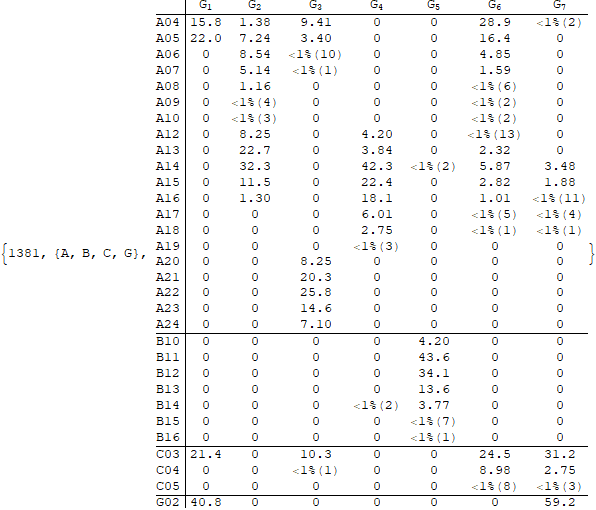 G1 G2 G3 G4 G5 G6 G7
A04 15.8 1.38 9.41 0 0 28.9 <1%(2)
A05 22.0 7.24 3.40 0 0 16.4 0
A06 0 8.54 <1%(10) 0 0 4.85 0
A07 0 5.14 <1%(1) 0 0 1.59 0
A08 0 1.16 0 0 0 <1%(6) 0
A09 0 <1%(4) 0 0 0 <1%(2) 0
A10 0 <1%(3) 0 0 0 <1%(2) 0
A12 0 8.25 0 4.20 0 <1%(13) 0
A13 0 22.7 0 3.84 0 2.32 0
A14 0 32.3 0 42.3 <1%(2) 5.87 3.48
A15 0 11.5 0 22.4 0 2.82 1.88
A16 0 1.30 0 18.1 0 1.01 <1%(11)
A17 0 0 0 6.01 0 <1%(5) <1%(4)
A18 0 0 0 2.75 0 <1%(1) <1%(1)
{1381, {A, B, C, G}, A19 0 0 0 <1%(3) 0 0 0 }
A20 0 0 8.25 0 0 0 0
A21 0 0 20.3 0 0 0 0
A22 0 0 25.8 0 0 0 0
A23 0 0 14.6 0 0 0 0
A24 0 0 7.10 0 0 0 0
B10 0 0 0 0 4.20 0 0
B11 0 0 0 0 43.6 0 0
B12 0 0 0 0 34.1 0 0
B13 0 0 0 0 13.6 0 0
B14 0 0 0 <1%(2) 3.77 0 0
B15 0 0 0 0 <1%(7) 0 0
B16 0 0 0 0 <1%(1) 0 0
C03 21.4 0 10.3 0 0 24.5 31.2
C04 0 0 <1%(1) 0 0 8.98 2.75
C05 0 0 0 0 0 <1%(8) <1%(3)
G02 40.8 0 0 0 0 0 59.2